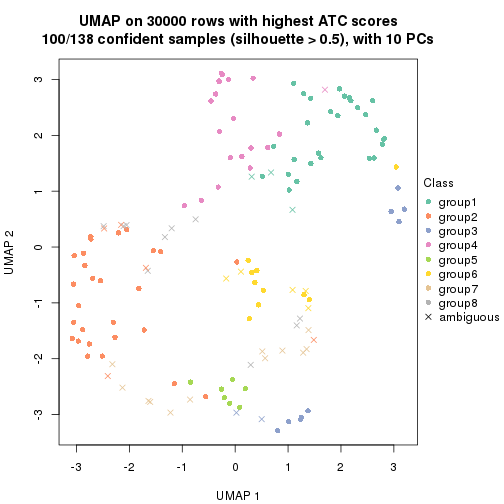 UMAP on 30000 rows with highest ATC scores
100/138 confident samples (silhouette > 0.5), with 10 PCs
3
2
1
0
-1
-2
-3
UMAP 2
-3
-2
-1
0
1
2
3
UMAP 1
Class
group1
group2
group3
group4
group5
group6
group7
group8
ambiguous